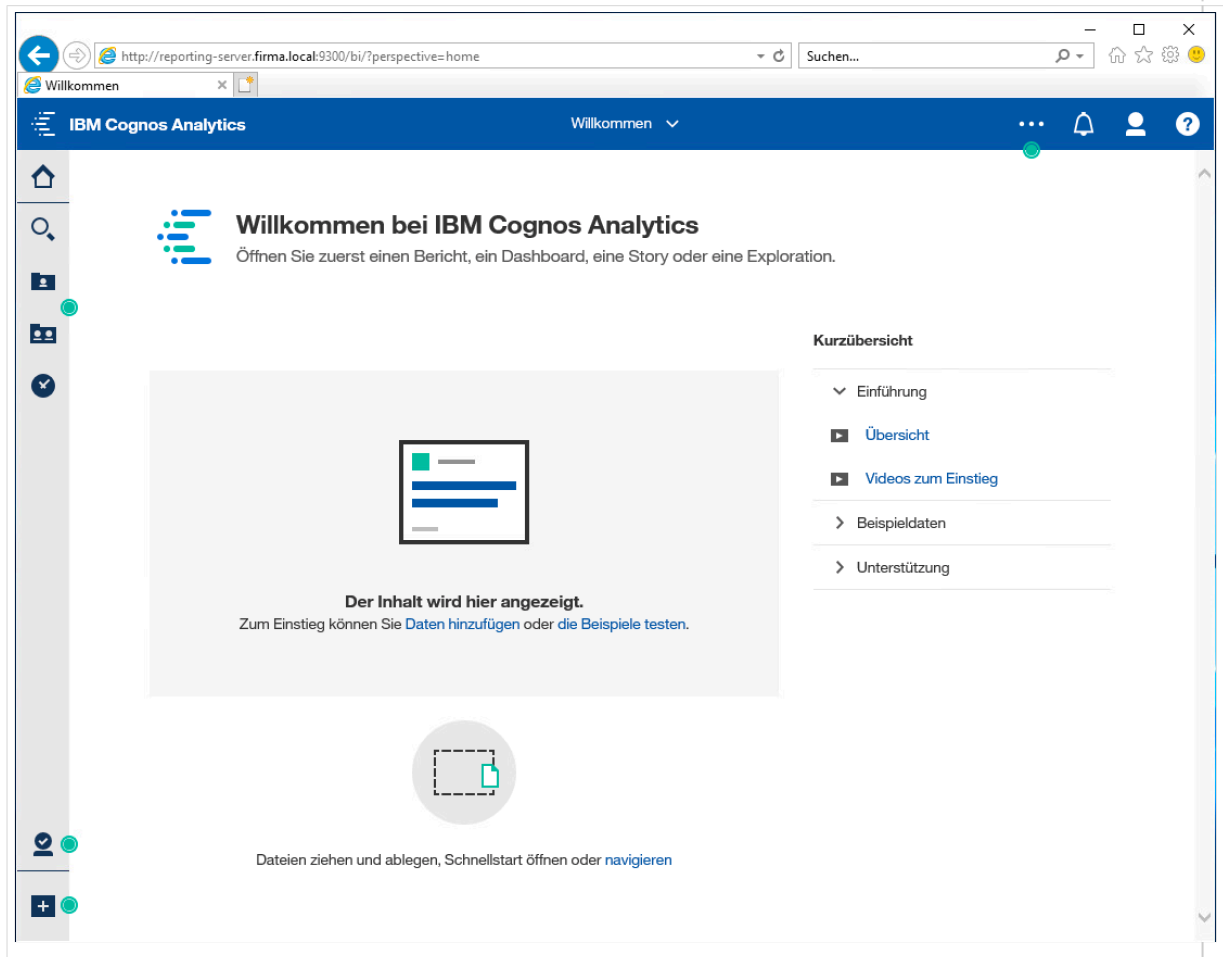 http://reporting-server.firma.local:9300/bi/?perspective=home
Suchen...
Willkommen
IBM Cognos Analytics
Willkommen
Willkommen bei IBM Cognos Analytics
Öffnen Sie zuerst einen Bericht, ein Dashboard, eine Story oder eine Exploration.
Kurzübersicht
Einführung
Übersicht
Videos zum Einstieg
Beispieldaten
Unterstützung
Der Inhalt wird hier angezeigt.
Zum Einstieg können Sie Daten hinzufügen oder die Beispiele testen.
Dateien ziehen und ablegen, Schnellstart öffnen oder navigieren